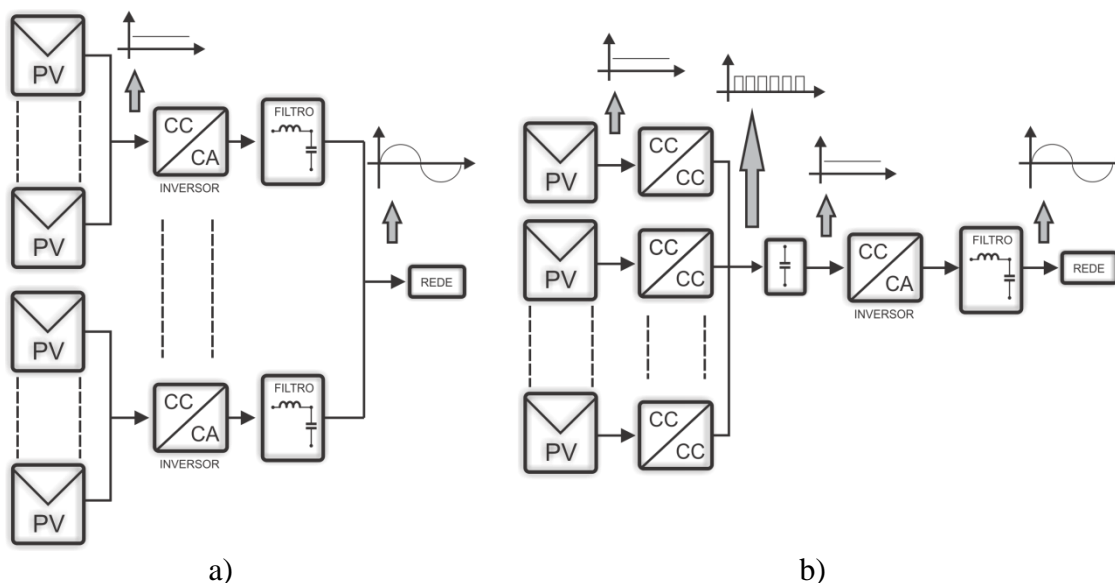 PV
CC
CA
INVERSOR
FILTRO
PV
PV
CC
CA
INVERSOR
FILTRO
PV
REDE
a)
PV
CC
CC
PV
CC
CC
PV
CC
CC
CC
CA
INVERSOR
FILTRO
REDE
b)